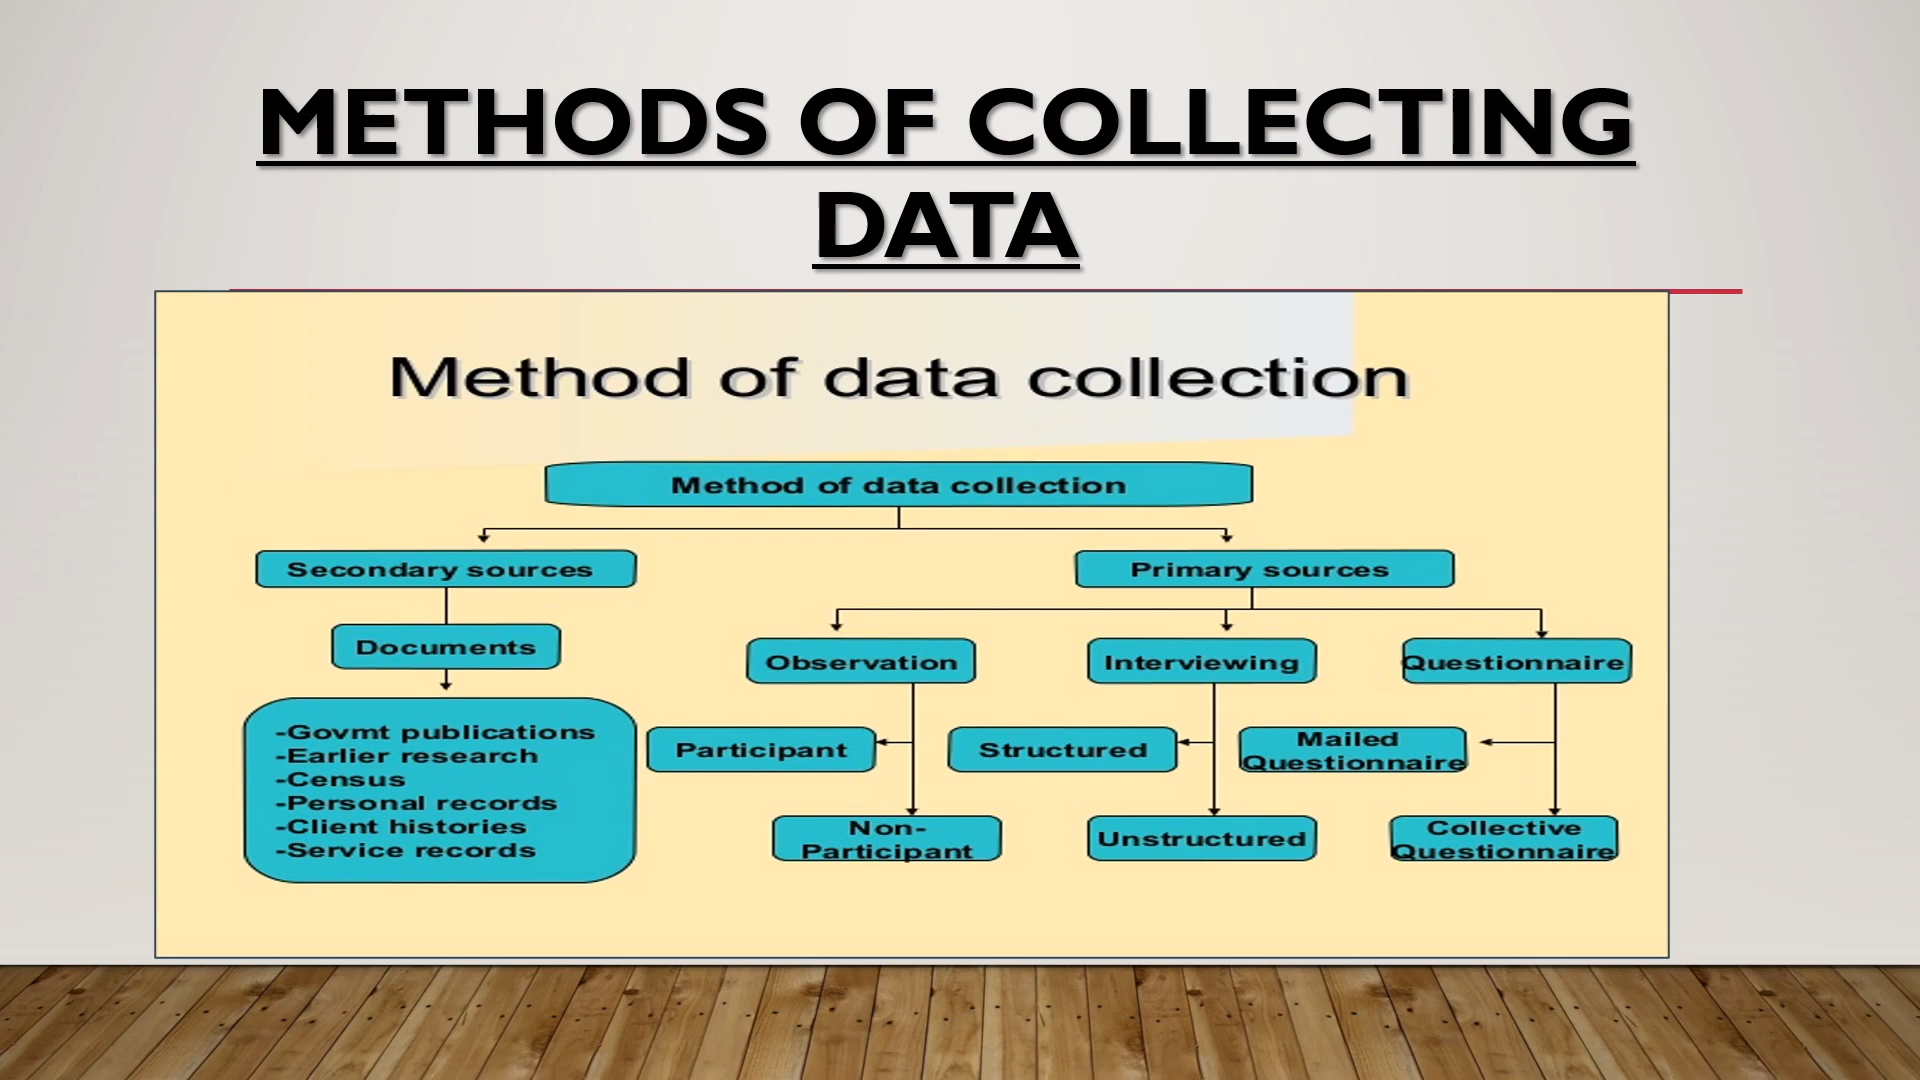 METHODS OF COLLECTING
DATA
Method of data collection
Method of data collection
Secondary sources
Primary sources
Documents
Observation
Interviewing
Questionnaire
-Govmt publications
-Earlier research
-Census
-Personal records
-Client histories
-Service records
Participant
Structured
Mailed
Questionnaire
Non-
Participant
Unstructured
Collective
Questionnaire